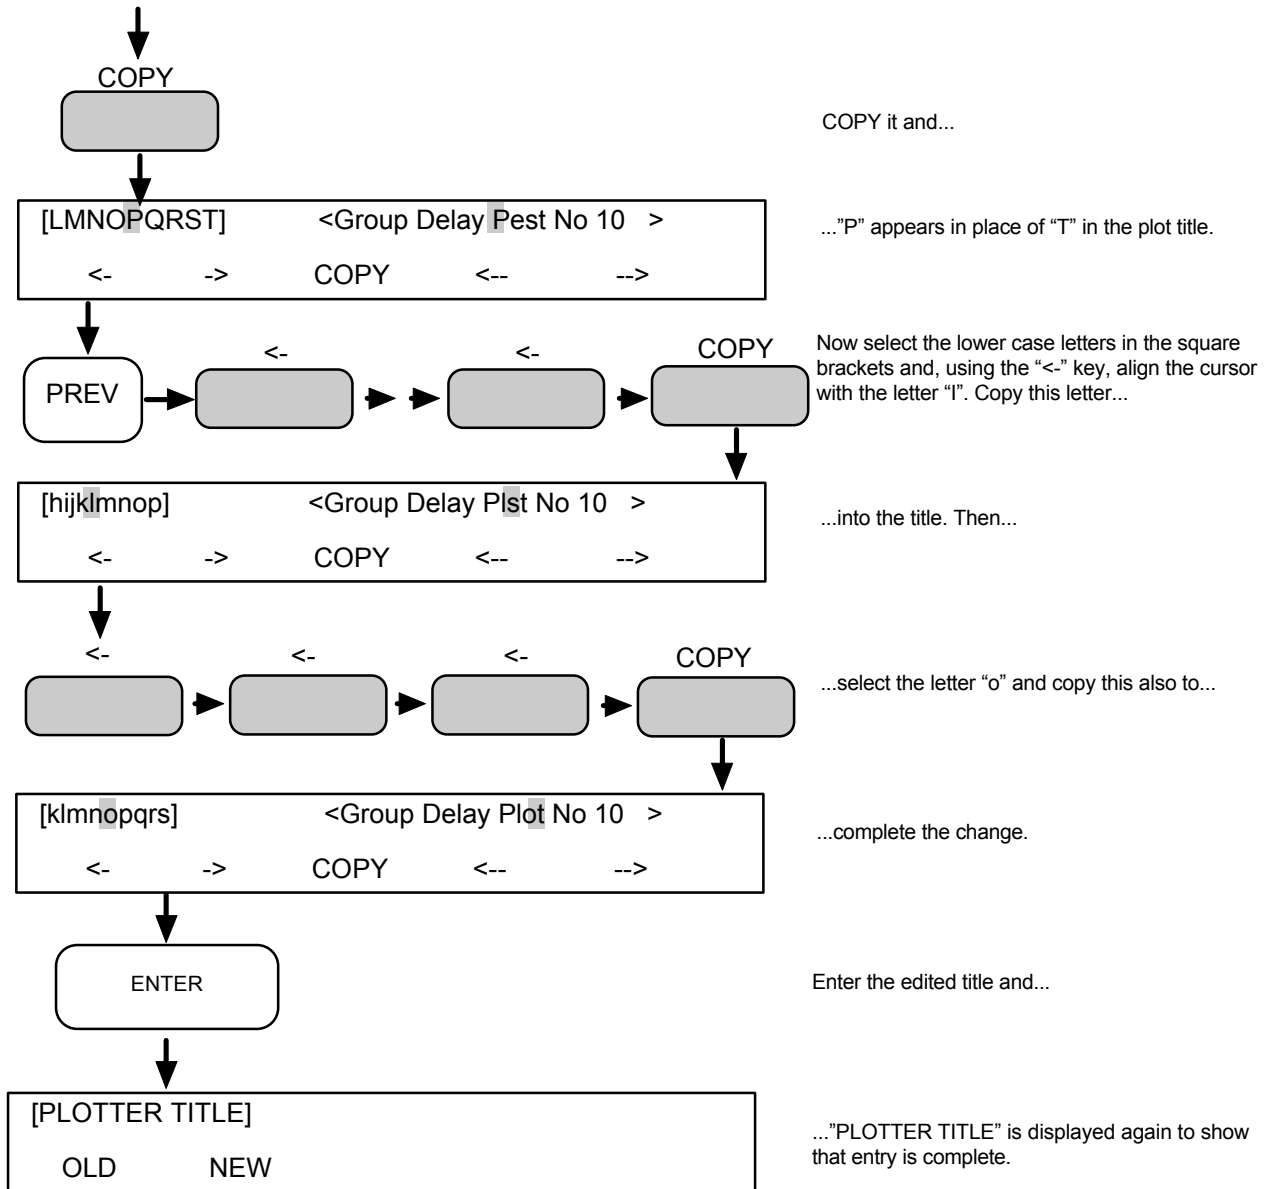 COPY
COPY it and...
[LMNOPQRST] <Group Delay Pest No 10 >
<- -> COPY <-- -->
..."P" appears in place of “T” in the plot title.
PREV
<-
<-
COPY
Now select the lower case letters in the square
brackets and, using the “<-” key, align the cursor
with the letter “l”. Copy this letter...
[hijklmnop] <Group Delay Plst No 10 >
<- -> COPY <-- -->
...into the title. Then...
<-
<-
<-
COPY
...select the letter “o” and copy this also to...
[klmnopqrs] <Group Delay Plot No 10 >
<- -> COPY <-- -->
...complete the change.
ENTER
Enter the edited title and...
[PLOTTER TITLE]
OLD NEW
..."PLOTTER TITLE” is displayed again to show
that entry is complete.